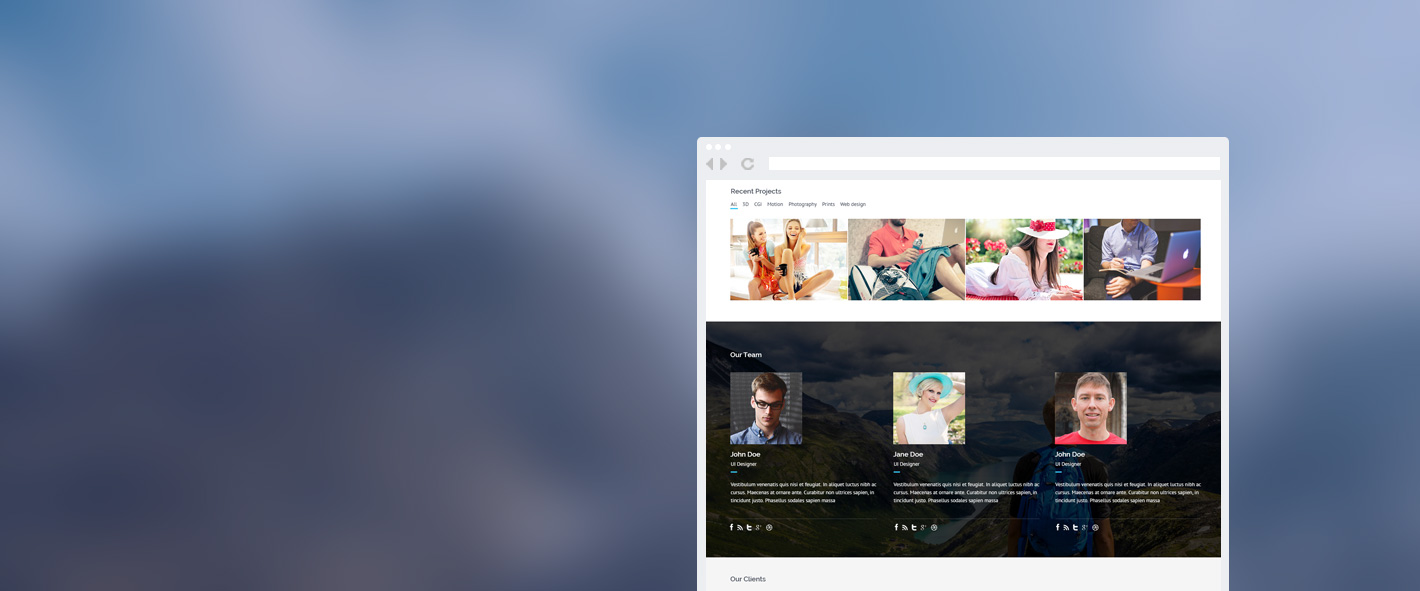 Recent Projects
All 3D CGI Motion Photography Prints Web design
Our Team
John Doe
UI Designer
Vestibulum venenatis quis nisi et feugiat. In aliquet luctus nibh ac
cursus. Maecenas at ornare ante. Curabitur non ultrices sapien, in
tincidunt justo. Phasellus sodales sapien massa
Jane Doe
UI Designer
Vestibulum venenatis quis nisi et feugiat. In aliquet luctus nibh ac
cursus. Maecenas at ornare ante. Curabitur non ultrices sapien, in
tincidunt justo. Phasellus sodales sapien massa
John Doe
UI Designer
Vestibulum venenatis quis nisi et feugiat. In aliquet luctus nibh ac
cursus. Maecenas at ornare ante. Curabitur non ultrices sapien, in
tincidunt justo. Phasellus sodales sapien massa
Our Clients